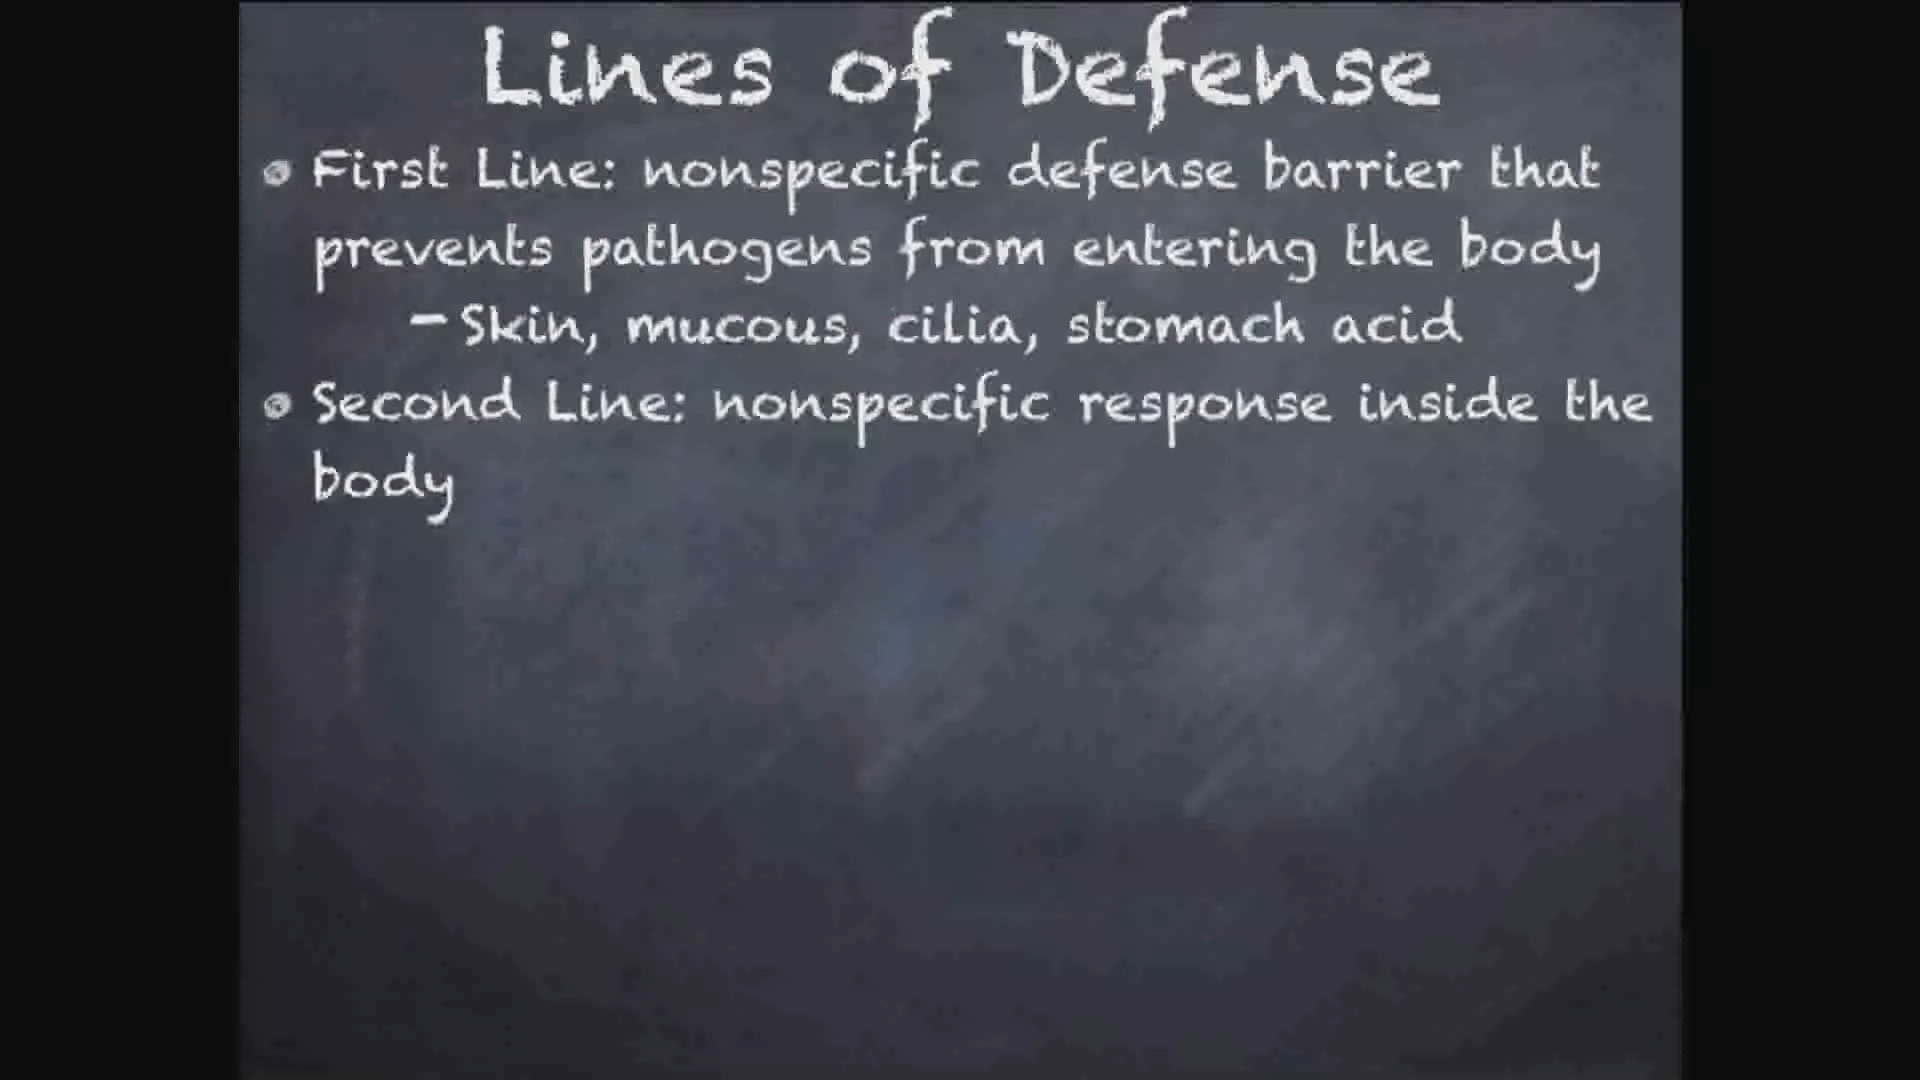 Lines of Defense
• First Line: nonspecific defense barrier that
prevents pathogens from entering the body
– Skin, mucous, cilia, stomach acid
• Second Line: nonspecific response inside the
body